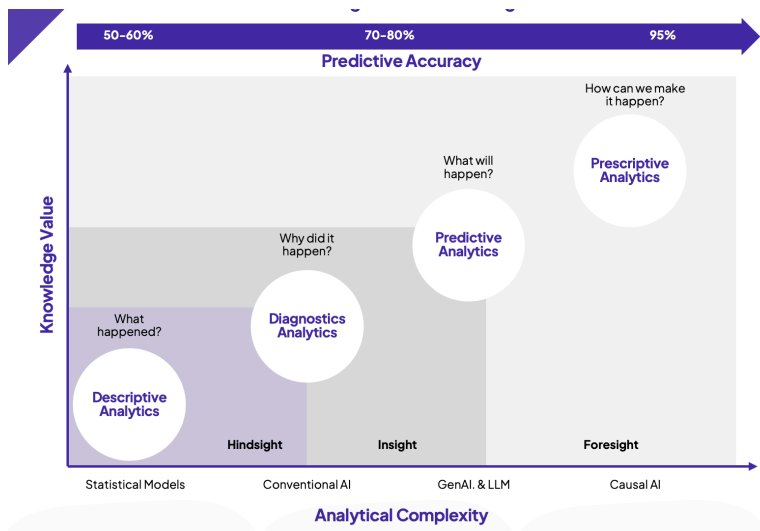 50-60% 70-80% 95%
Predictive Accuracy
How can we make
it happen?
Prescriptive
Analytics
What will
happen?
Predictive
Analytics
Why did it
happen?
Diagnostics
Analytics
What
happened?
Descriptive
Analytics
Knowledge Value
Hindsight Insight Foresight
Statistical Models Conventional AI GenAI. & LLM Causal AI
Analytical Complexity